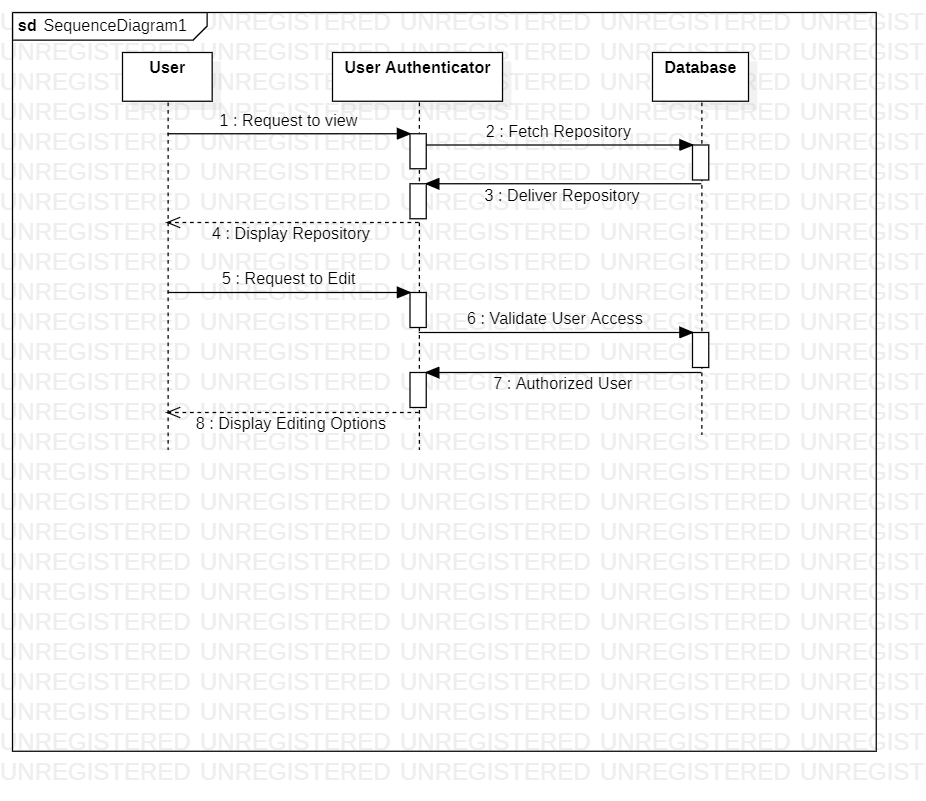 sd SequenceDiagram1
User
User Authenticator
Database
1 : Request to view
2 : Fetch Repository
3 : Deliver Repository
4 : Display Repository
5 : Request to Edit
6 : Validate User Access
7 : Authorized User
8 : Display Editing Options
UNREGISTERED UNREGISTERED UNREGISTERED UNREGISTERED